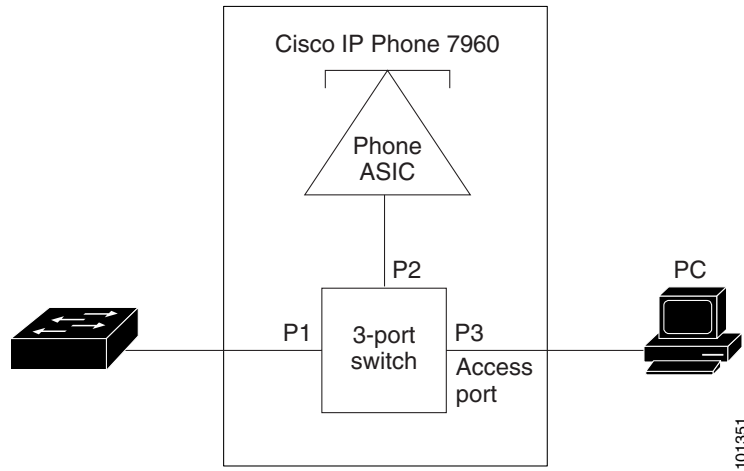 Cisco IP Phone 7960
Phone
ASIC
P2
PC
P1
3-port
switch
P3
Access
port
101351